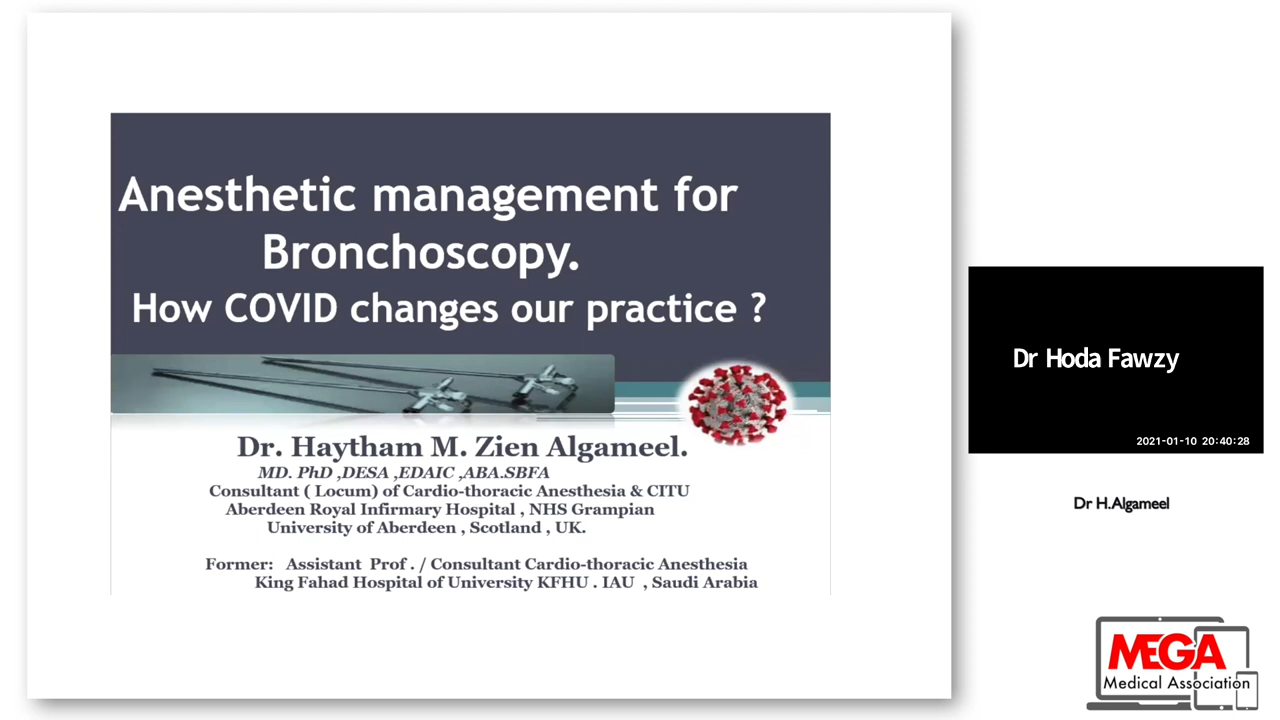 Anesthetic management for
Bronchoscopy.
How COVID changes our practice ?
Dr. Haytham M. Zien Algameel.
MD. PhD ,DESA ,EDAIC ,ABA.SBFA
Consultant ( Locum) of Cardio-thoracic Anesthesia & CITU
Aberdeen Royal Infirmary Hospital , NHS Grampian
University of Aberdeen , Scotland , UK.
Former: Assistant Prof . / Consultant Cardio-thoracic Anesthesia
King Fahad Hospital of University KFHU . IAU , Saudi Arabia
Dr Hoda Fawzy
2021-01-10 20:40:28
Dr H.Algameel
MEGA
Medical Association